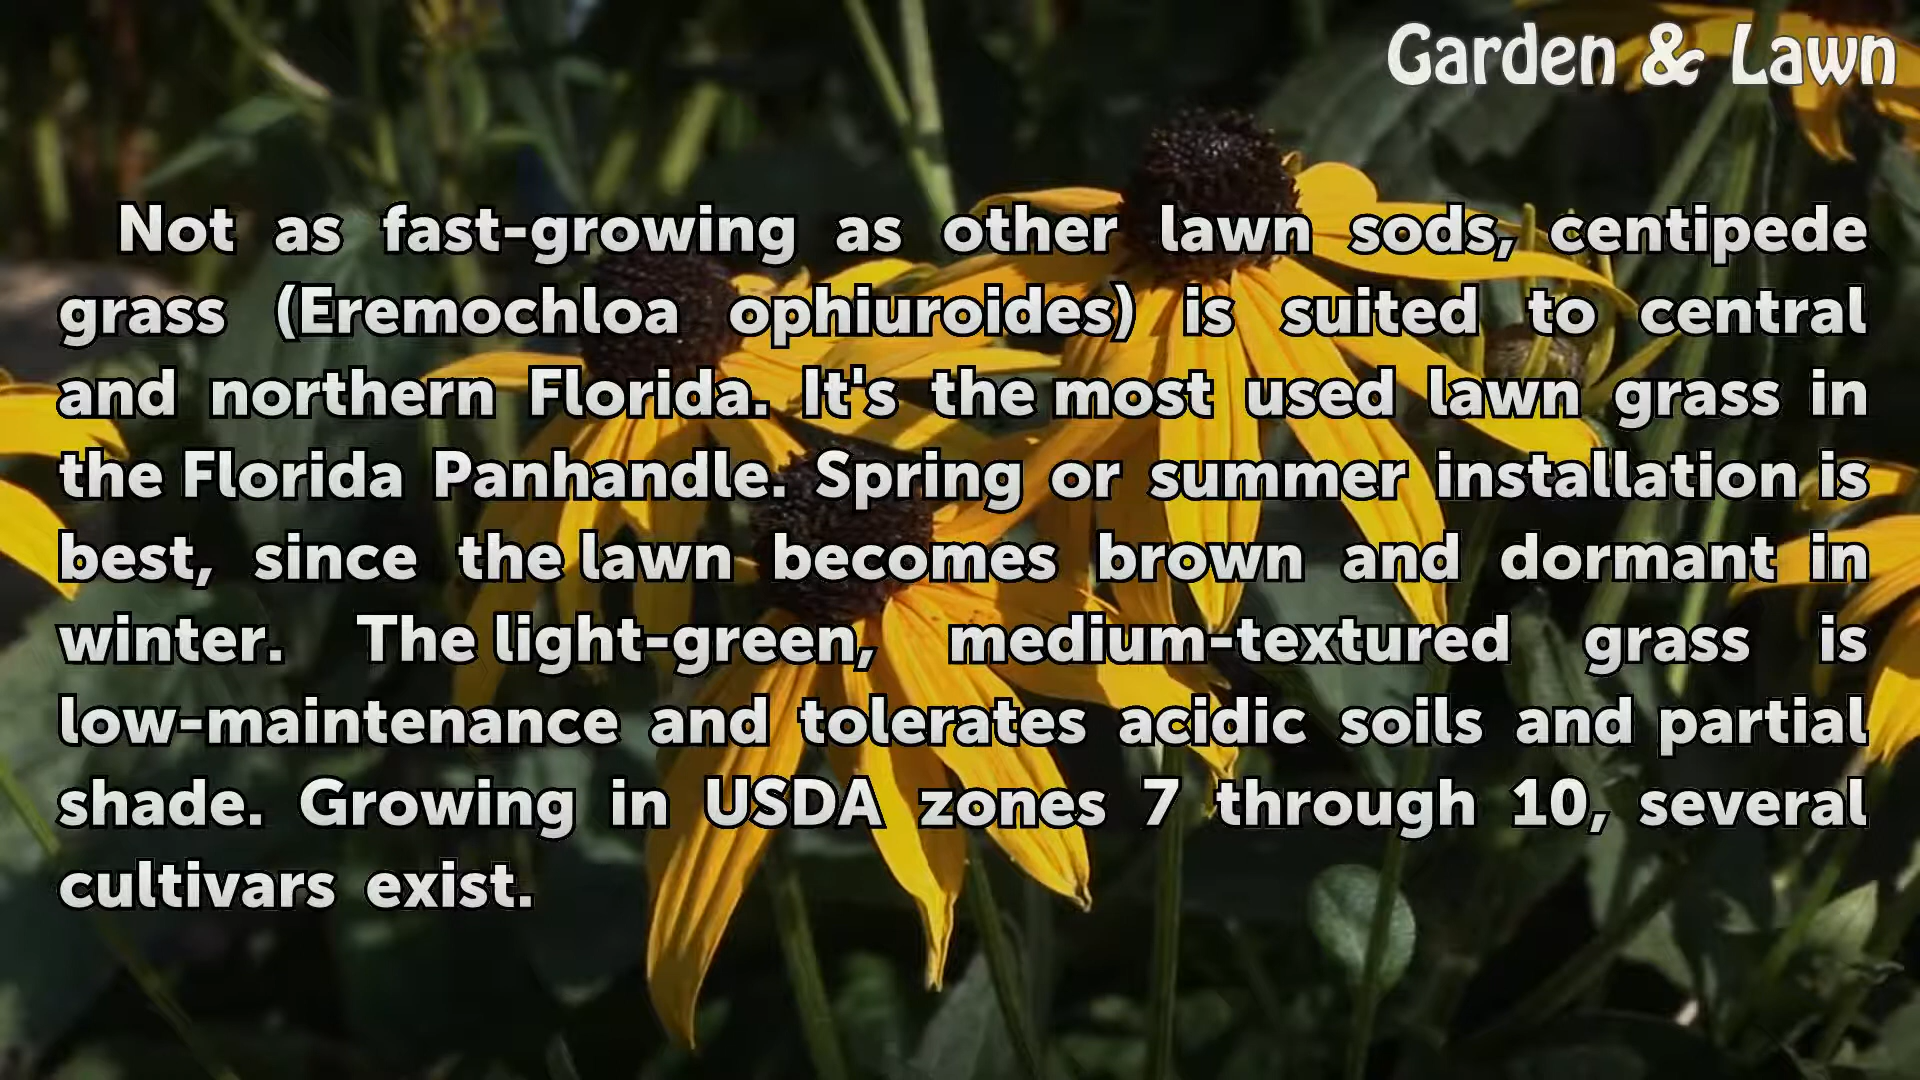 Garden & Lawn
Not as fast-growing as other lawn sods, centipede
grass (Eremochloa ophiuroides) is suited to central
and northern Florida. It's the most used lawn grass in
the Florida Panhandle. Spring or summer installation is
best, since the lawn becomes brown and dormant in
winter. The light-green, medium-textured grass is
low-maintenance and tolerates acidic soils and partial
shade. Growing in USDA zones 7 through 10, several
cultivars exist.